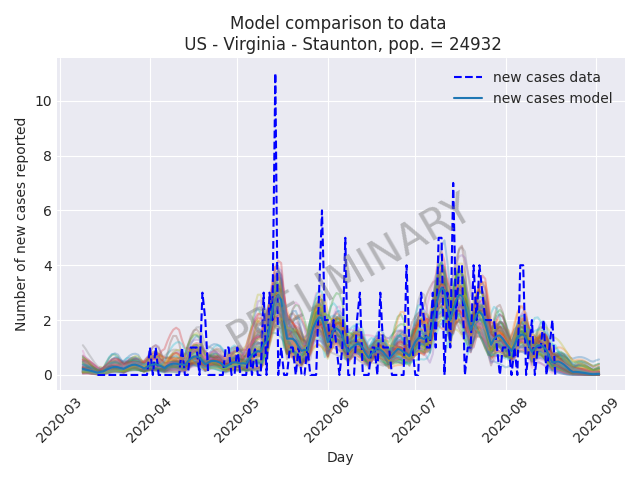 Model comparison to data
US - Virginia - Staunton, pop. = 24932
new cases data
new cases model
PRELIMINARY
Number of new cases reported
10
8
6
4
2
0
2020-03
2020-04
2020-05
2020-06
2020-07
2020-08
2020-09
Day